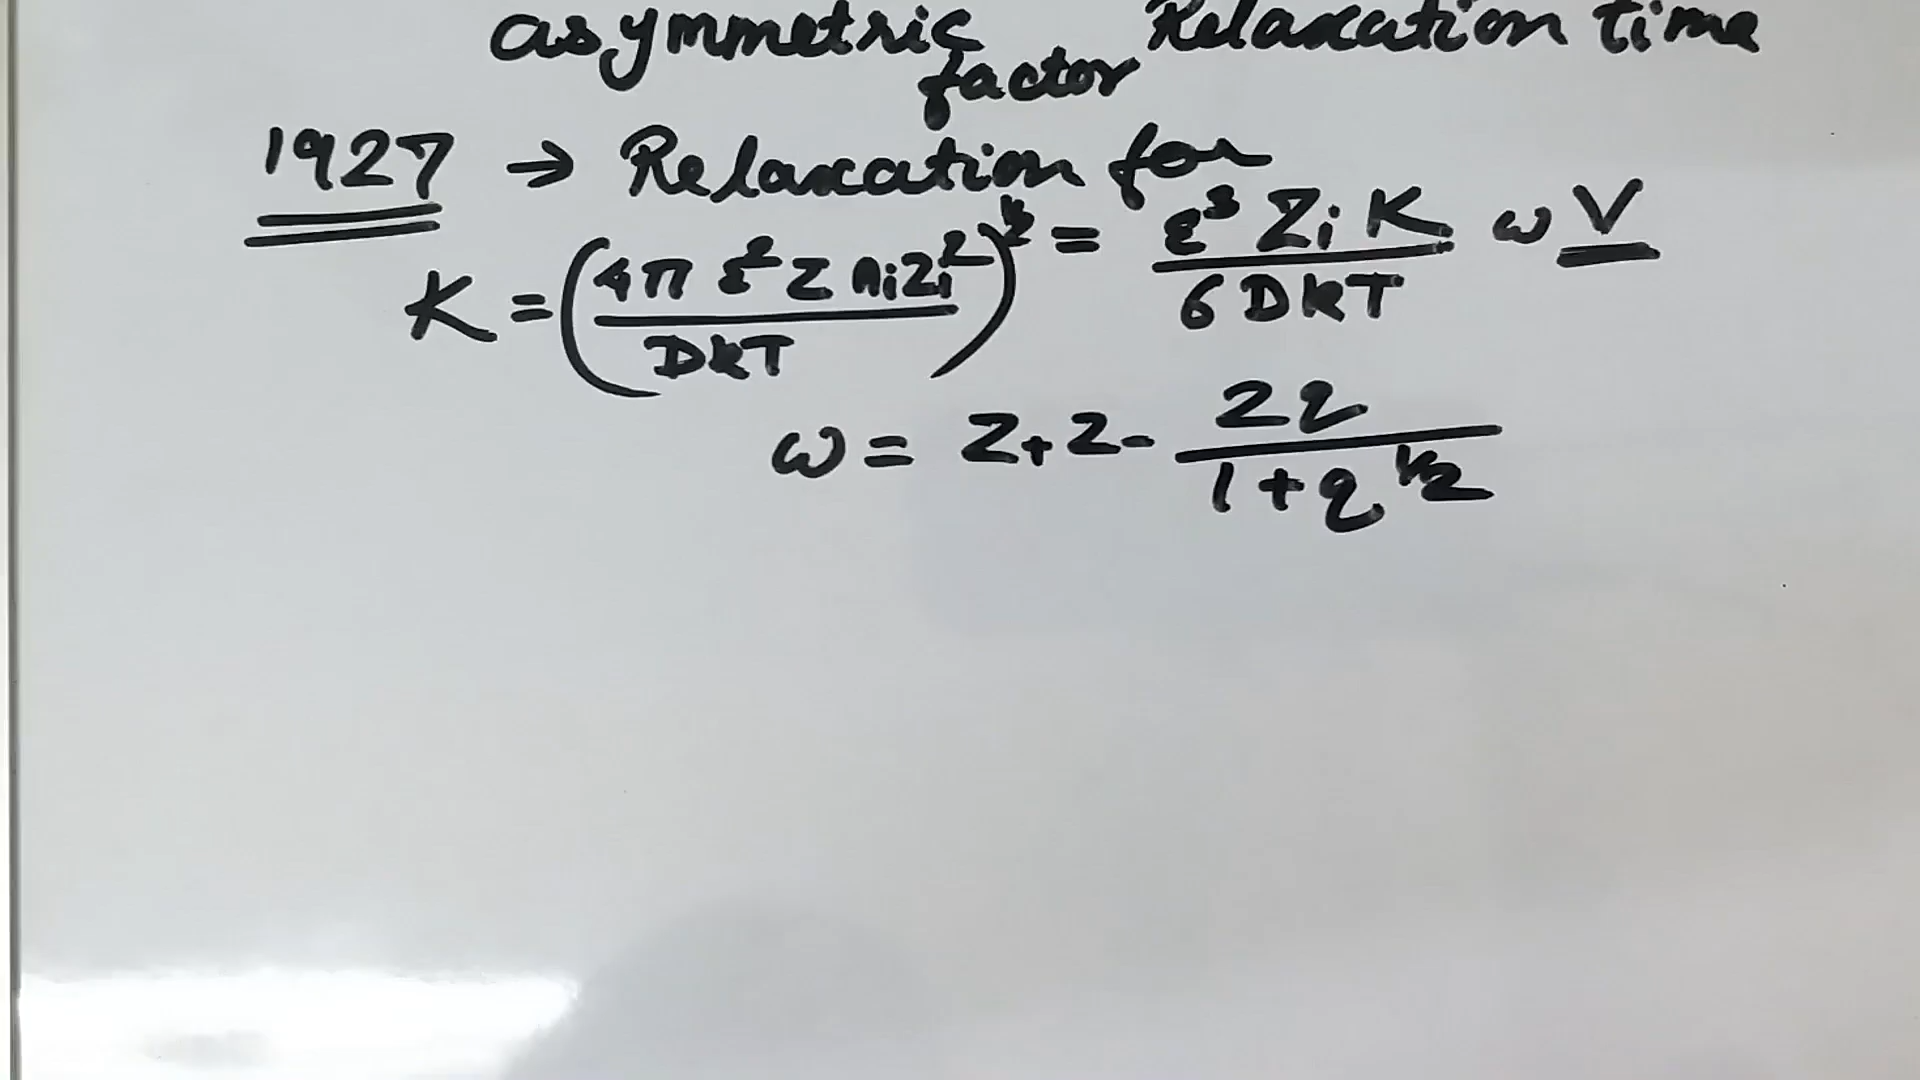 asymmetric factor Relaxation time
1927 → Relaxation for
K = (4π ε² Σ nᵢZᵢ² / DkT)^½ = ε³ Zᵢ K / 6DkT ω V
ω = Z₊Z₋ 2q / 1+q^1/2